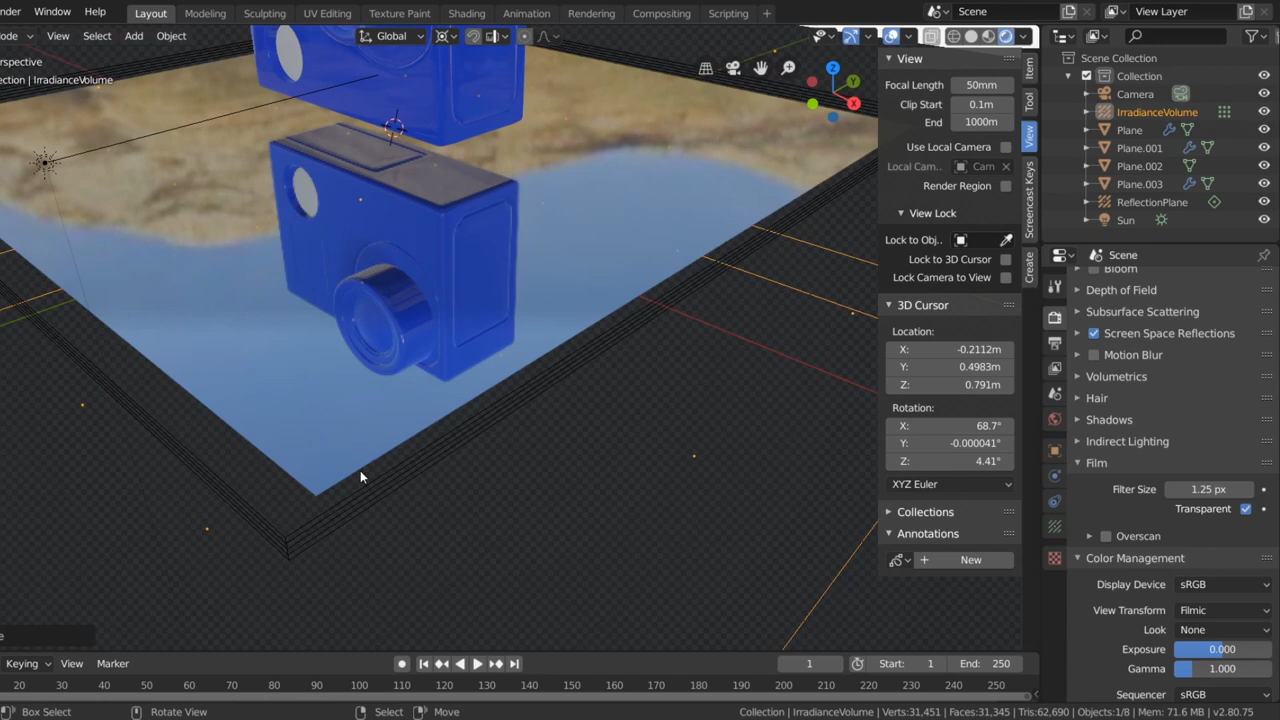 nder Window Help Layout Modeling Sculpting UV Editing Texture Paint Shading Animation Rendering Compositing Scripting + Scene View Layer
ode View Select Add Object Global
spective
ection | IrradianceVolume
View
Focal Length 50mm
Clip Start 0.1m
End 1000m
Use Local Camera
Local Cam.. Cam
Render Region
View Lock
Lock to Obj..
Lock to 3D Cursor
Lock Camera to View
3D Cursor
Location:
X: -0.2112m
Y: 0.4983m
Z: 0.791m
Rotation:
X: 68.7°
Y: -0.000041°
Z: 4.41°
XYZ Euler
Collections
Annotations
+ New
Item
Tool
View
Screencast Keys
Create
Z
Y
X
Scene Collection
Collection
Camera
IrradianceVolume
Plane
Plane.001
Plane.002
Plane.003
ReflectionPlane
Sun
Scene
Bloom
Depth of Field
Subsurface Scattering
Screen Space Reflections
Motion Blur
Volumetrics
Hair
Shadows
Indirect Lighting
Film
Filter Size 1.25 px
Transparent
Overscan
Color Management
Display Device sRGB
View Transform Filmic
Look None
Exposure 0.000
Gamma 1.000
Sequencer sRGB
e
Keying View Marker 1 Start: 1 End: 250
20 30 40 50 60 70 80 90 100 110 120 130 140 150 160 170 180 190 200 210 220 230 240 250
Box Select Rotate View Select Move Collection | IrradianceVolume | Verts:31,451 | Faces:31,345 | Tris:62,690 | Objects:1/8 | Mem: 71.6 MB | v2.80.75